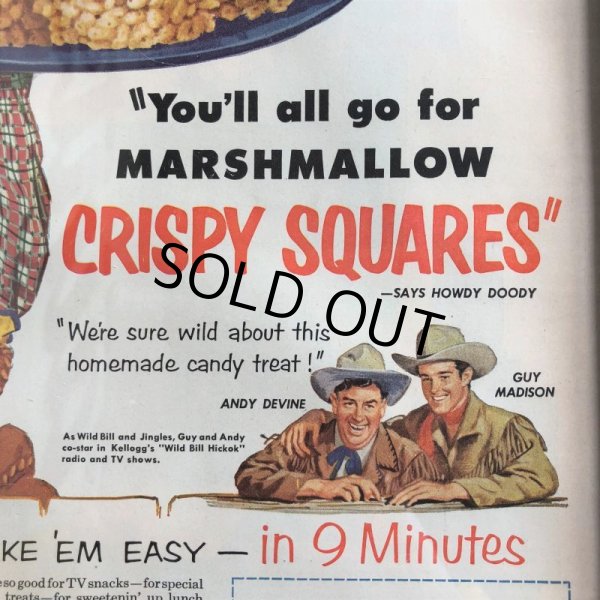 "You'll all go for
MARSHMALLOW
CRISPY SQUARES"
—SAYS HOWDY DOODY
SOLD OUT
"We're sure wild about this
homemade candy treat!"
ANDY DEVINE
GUY
MADISON
As Wild Bill and Jingles, Guy and Andy
co-star in Kellogg's "Wild Bill Hickok"
radio and TV shows.
KE 'EM EASY — in 9 Minutes
so good for TV snacks—for special
treats—for sweetenin' up lunch